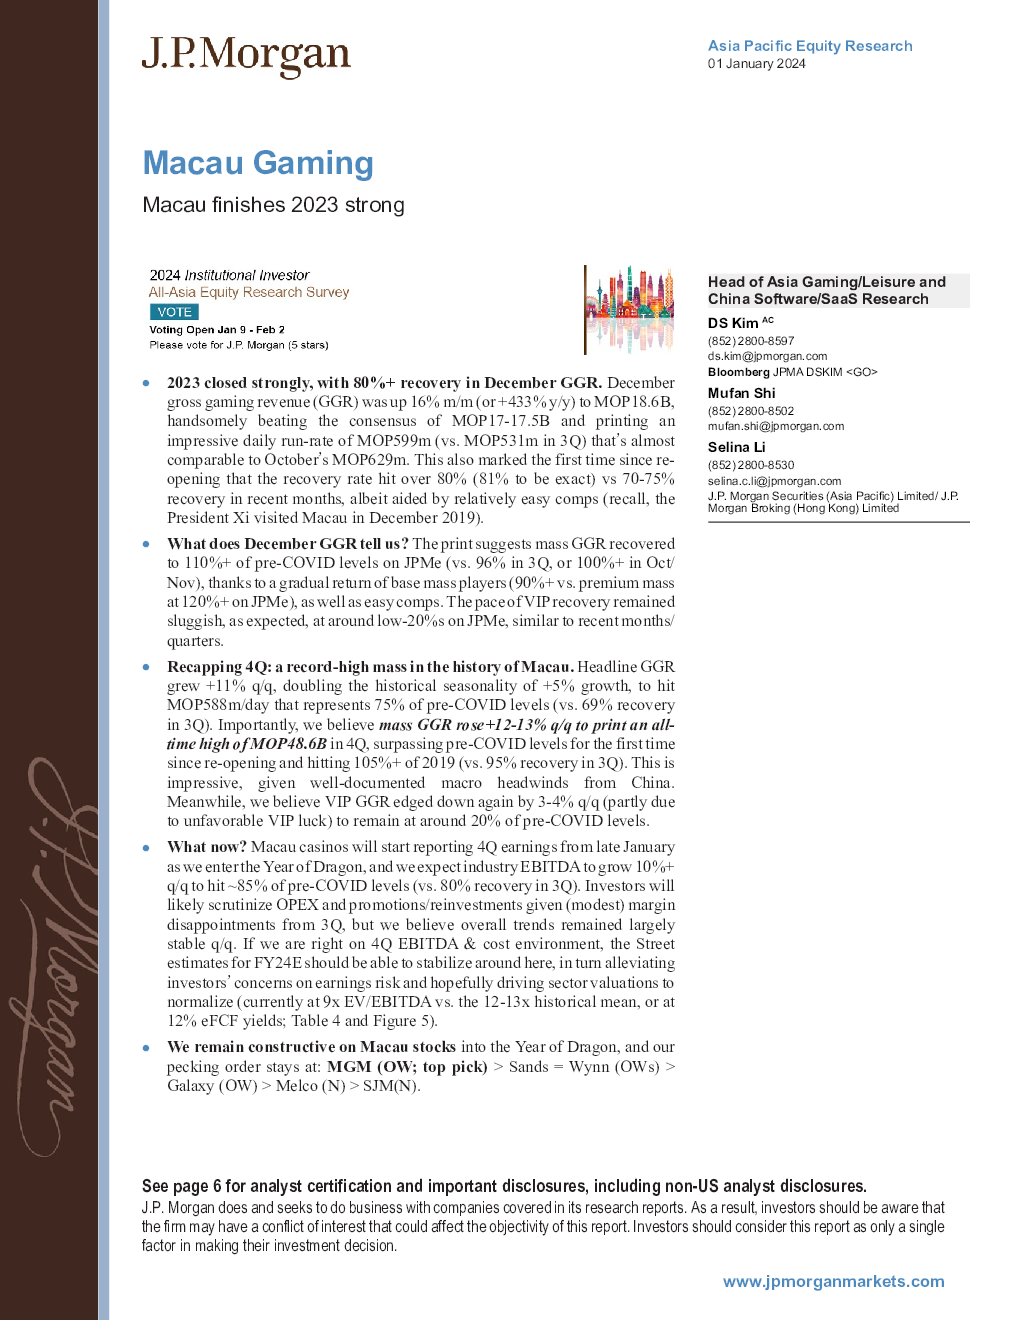 J.P.Morgan
Asia Pacific Equity Research
01 January 2024
Macau Gaming
Macau finishes 2023 strong
2024 Institutional Investor
All-Asia Equity Research Survey
VOTE
Voting Open Jan 9 - Feb 2
Please vote for J.P. Morgan (5 stars)
Head of Asia Gaming/Leisure and
China Software/SaaS Research
DS Kim AC
(852) 2800-8597
ds.kim@jpmorgan.com
Bloomberg JPMA DSKIM <GO>
Mufan Shi
(852) 2800-8502
mufan.shi@jpmorgan.com
Selina Li
(852) 2800-8530
selina.c.li@jpmorgan.com
J.P. Morgan Securities (Asia Pacific) Limited/ J.P.
Morgan Broking (Hong Kong) Limited
• 2023 closed strongly, with 80%+ recovery in December GGR. December
gross gaming revenue (GGR) was up 16% m/m (or +433% y/y) to MOP18.6B,
handsomely beating the consensus of MOP17-17.5B and printing an
impressive daily run-rate of MOP599m (vs. MOP531m in 3Q) that's almost
comparable to October's MOP629m. This also marked the first time since re-
opening that the recovery rate hit over 80% (81% to be exact) vs 70-75%
recovery in recent months, albeit aided by relatively easy comps (recall, the
President Xi visited Macau in December 2019).
• What does December GGR tell us? The print suggests mass GGR recovered
to 110%+ of pre-COVID levels on JPMe (vs. 96% in 3Q, or 100%+ in Oct/
Nov), thanks to a gradual return of base mass players (90%+ vs. premium mass
at 120%+ on JPMe), as well as easy comps. The pace of VIP recovery remained
sluggish, as expected, at around low-20%s on JPMe, similar to recent months/
quarters.
• Recapping 4Q: a record-high mass in the history of Macau. Headline GGR
grew +11% q/q, doubling the historical seasonality of +5% growth, to hit
MOP588m/day that represents 75% of pre-COVID levels (vs. 69% recovery
in 3Q). Importantly, we believe mass GGR rose +12-13% q/q to print an all-
time high of MOP48.6B in 4Q, surpassing pre-COVID levels for the first time
since re-opening and hitting 105%+ of 2019 (vs. 95% recovery in 3Q). This is
impressive, given well-documented macro headwinds from China.
Meanwhile, we believe VIP GGR edged down again by 3-4% q/q (partly due
to unfavorable VIP luck) to remain at around 20% of pre-COVID levels.
• What now? Macau casinos will start reporting 4Q earnings from late January
as we enter the Year of Dragon, and we expect industry EBITDA to grow 10%+
q/q to hit ~85% of pre-COVID levels (vs. 80% recovery in 3Q). Investors will
likely scrutinize OPEX and promotions/reinvestments given (modest) margin
disappointments from 3Q, but we believe overall trends remained largely
stable q/q. If we are right on 4Q EBITDA & cost environment, the Street
estimates for FY24E should be able to stabilize around here, in turn alleviating
investors' concerns on earnings risk and hopefully driving sector valuations to
normalize (currently at 9x EV/EBITDA vs. the 12-13x historical mean, or at
12% eFCF yields; Table 4 and Figure 5).
• We remain constructive on Macau stocks into the Year of Dragon, and our
pecking order stays at: MGM (OW; top pick) > Sands = Wynn (OWs) >
Galaxy (OW) > Melco (N) > SJM(N).
J.P.Morgan
See page 6 for analyst certification and important disclosures, including non-US analyst disclosures.
J.P. Morgan does and seeks to do business with companies covered in its research reports. As a result, investors should be aware that
the firm may have a conflict of interest that could affect the objectivity of this report. Investors should consider this report as only a single
factor in making their investment decision.
www.jpmorganmarkets.com